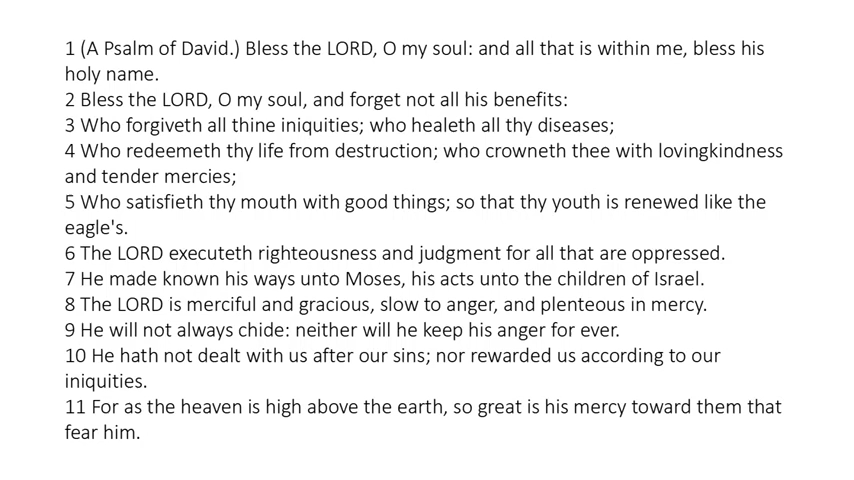 1 (A Psalm of David.) Bless the LORD, O my soul: and all that is within me, bless his
holy name.
2 Bless the LORD, O my soul, and forget not all his benefits:
3 Who forgiveth all thine iniquities; who healeth all thy diseases;
4 Who redeemeth thy life from destruction; who crowneth thee with lovingkindness
and tender mercies;
5 Who satisfieth thy mouth with good things; so that thy youth is renewed like the
eagle's.
6 The LORD executeth righteousness and judgment for all that are oppressed.
7 He made known his ways unto Moses, his acts unto the children of Israel.
8 The LORD is merciful and gracious, slow to anger, and plenteous in mercy.
9 He will not always chide: neither will he keep his anger for ever.
10 He hath not dealt with us after our sins; nor rewarded us according to our
iniquities.
11 For as the heaven is high above the earth, so great is his mercy toward them that
fear him.